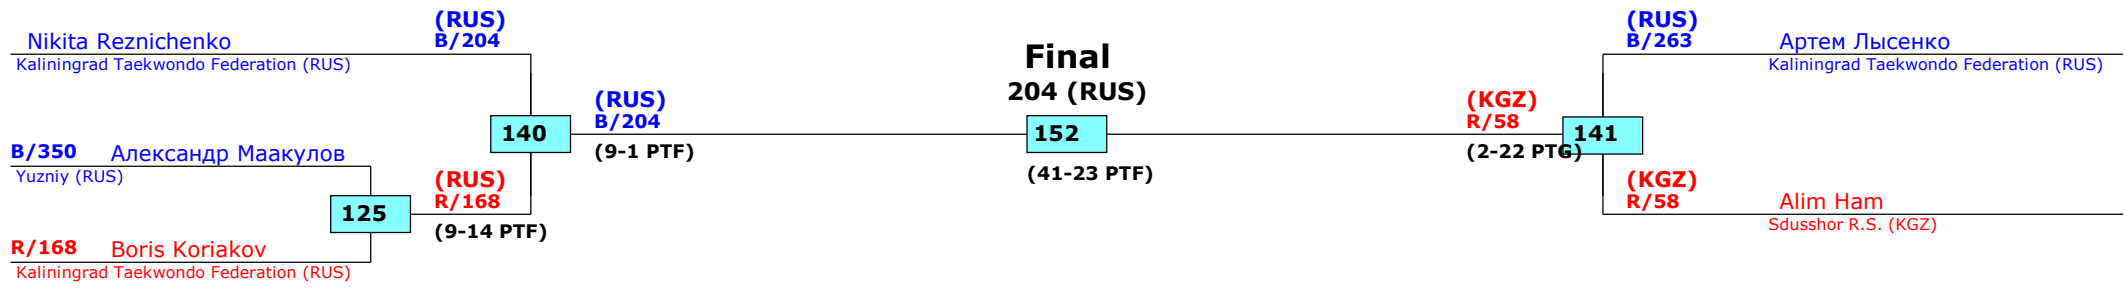 (RUS)
B/204
Nikita Reznichenko
Kaliningrad Taekwondo Federation (RUS)
B/350 Александр Маакулов
Yuzniy (RUS)
125
R/168 Boris Koriakov
Kaliningrad Taekwondo Federation (RUS)
(RUS)
R/168
(9-14 PTF)
140
(RUS)
B/204
(9-1 PTF)
Final
204 (RUS)
152
(41-23 PTF)
(KGZ)
R/58
(2-22 PTG)
141
(RUS)
B/263
Артем Лысенко
Kaliningrad Taekwondo Federation (RUS)
(KGZ)
R/58
Alim Ham
Sdusshor R.S. (KGZ)